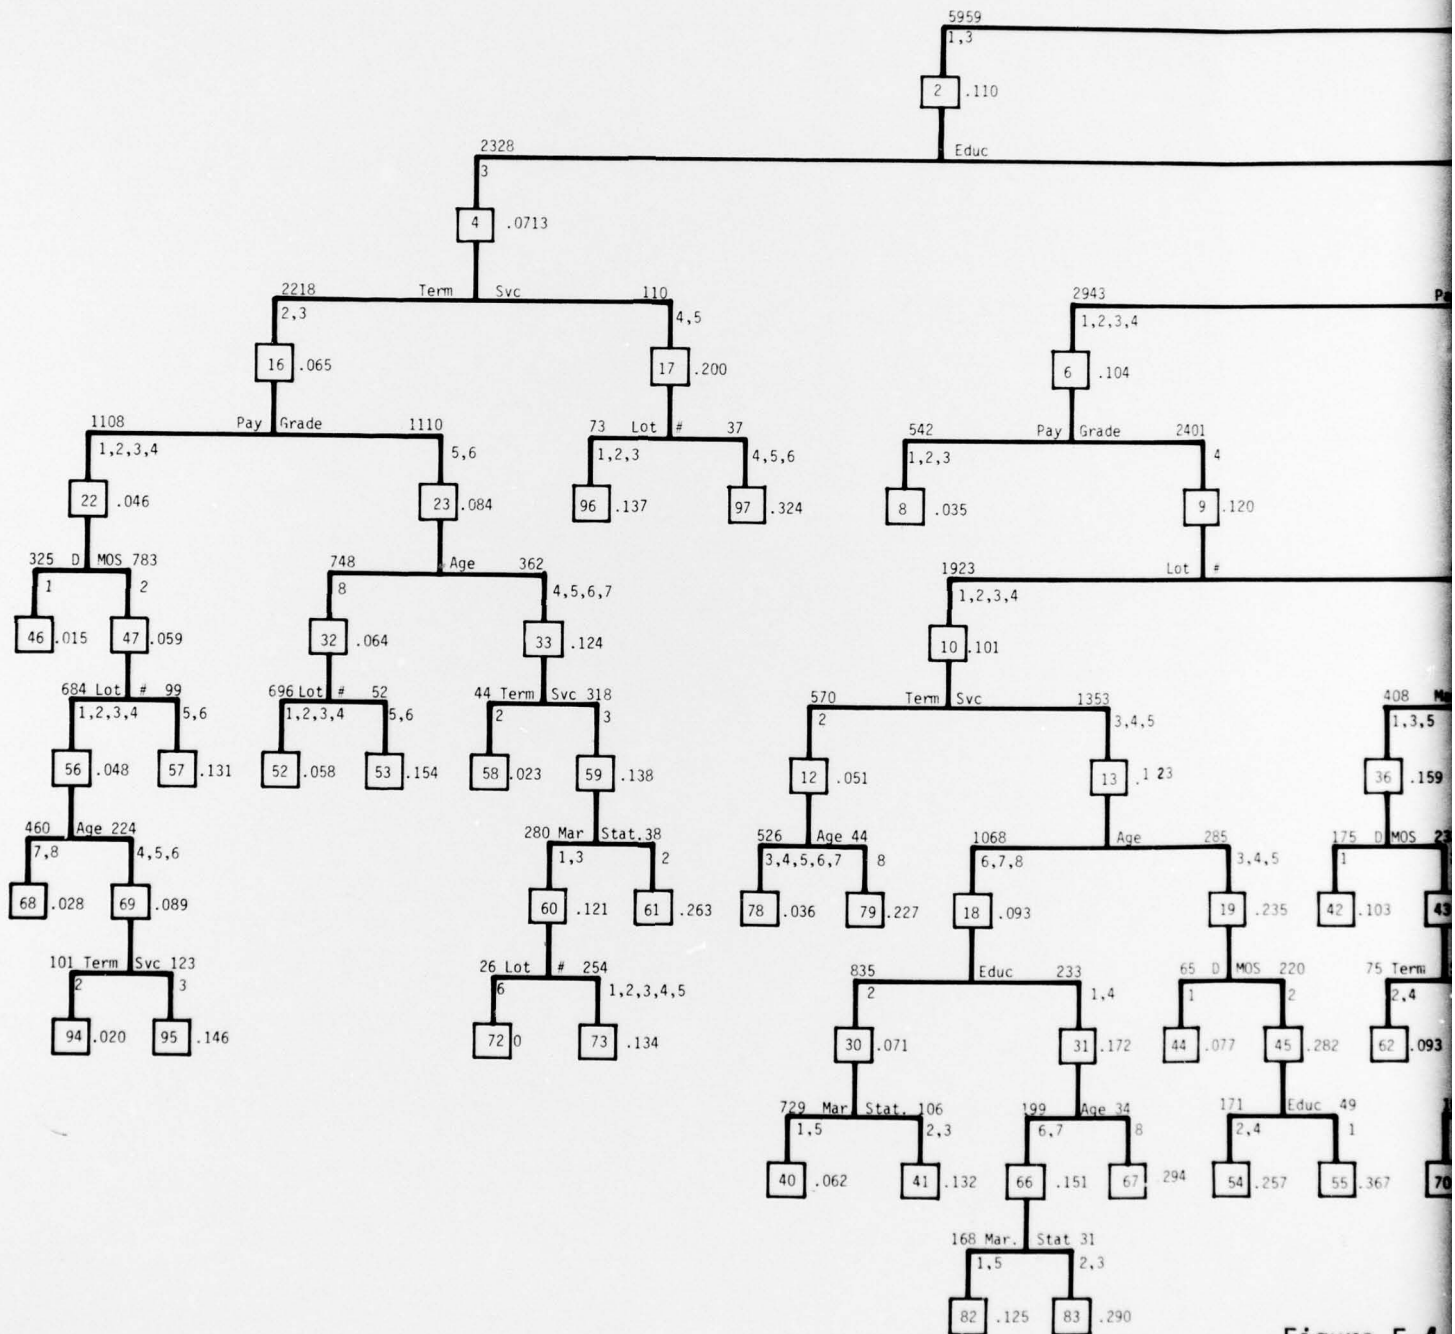 5959
1,3
2 .110
2328 Educ
3
4 .0713
2218 Term Svc 110 2943
2,3 4,5 1,2,3,4
16 .065 17 .200 6 .104
1108 Pay Grade 1110 73 Lot # 37 542 Pay Grade 2401
1,2,3,4 5,6 1,2,3 4,5,6 1,2,3 4
22 .046 23 .084 96 .137 97 .324 8 .035 9 .120
325 D MOS 783 748 Age 362 1923 Lot #
1 2 8 4,5,6,7 1,2,3,4
46 .015 47 .059 32 .064 33 .124 10 .101
684 Lot # 99 696 Lot # 52 44 Term Svc 318 570 Term Svc 1353 408
1,2,3,4 5,6 1,2,3,4 5,6 2 3 2 3,4,5 1,3,5
56 .048 57 .131 52 .058 53 .154 58 .023 59 .138 12 .051 13 .123 36 .159
460 Age 224 280 Mar Stat. 38 526 Age 44 1068 Age 285 175 D MOS
7,8 4,5,6 1,3 2 3,4,5,6,7 8 6,7,8 3,4,5 1
68 .028 69 .089 60 .121 61 .263 78 .036 79 .227 18 .093 19 .235 42 .103 43
101 Term Svc 123 26 Lot # 254 835 Educ 233 65 D MOS 220 75 Term
2 3 6 1,2,3,4,5 2 1,4 1 2 2,4
94 .020 95 .146 72 0 73 .134 30 .071 31 .172 44 .077 45 .282 62 .093
729 Mar Stat. 106 199 Age 34 171 Educ 49
1,5 2,3 6,7 8 2,4 1
40 .062 41 .132 66 .151 67 .294 54 .257 55 .367 70
168 Mar. Stat 31
1,5 2,3
82 .125 83 .290